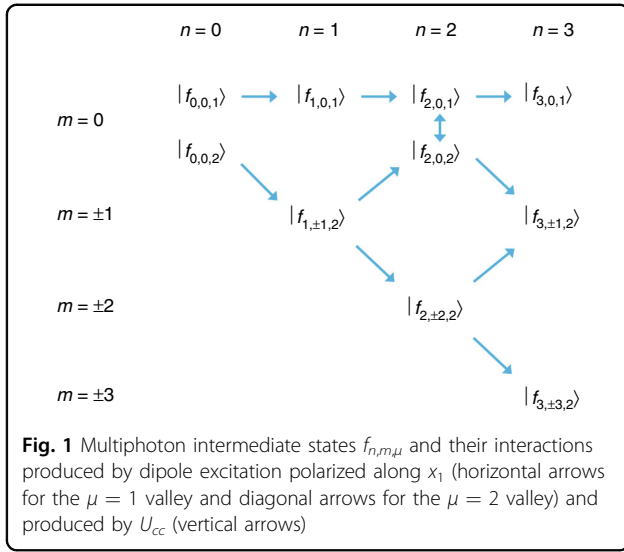 n = 0 n = 1 n = 2 n = 3
|f0,0,1⟩ |f1,0,1⟩ |f2,0,1⟩ |f3,0,1⟩
m = 0
|f0,0,2⟩ |f2,0,2⟩
m = ±1 |f1,±1,2⟩ |f3,±1,2⟩
m = ±2 |f2,±2,2⟩
m = ±3 |f3,±3,2⟩
Fig. 1 Multiphoton intermediate states fn,m,μ and their interactions
produced by dipole excitation polarized along x1 (horizontal arrows
for the μ = 1 valley and diagonal arrows for the μ = 2 valley) and
produced by Ucc (vertical arrows)